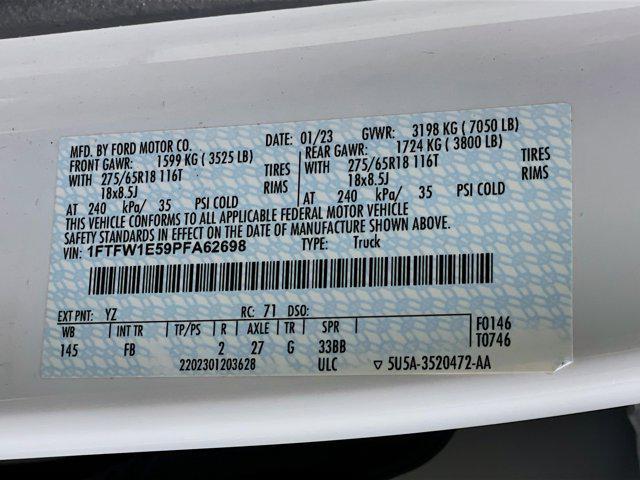 MFD. BY FORD MOTOR CO. DATE: 01/23 GVWR: 3198 KG ( 7050 LB)
FRONT GAWR: 1599 KG ( 3525 LB) REAR GAWR: 1724 KG ( 3800 LB)
WITH 275/65R18 116T TIRES WITH 275/65R18 116T TIRES
18x8.5J RIMS 18x8.5J RIMS
AT 240 kPa/ 35 PSI COLD AT 240 kPa/ 35 PSI COLD
THIS VEHICLE CONFORMS TO ALL APPLICABLE FEDERAL MOTOR VEHICLE
SAFETY STANDARDS IN EFFECT ON THE DATE OF MANUFACTURE SHOWN ABOVE.
VIN: 1FTFW1E59PFA62698 TYPE: Truck
EXT PNT: YZ RC: 71 DSO:
WB INT TR TP/PS R AXLE TR SPR F0146
145 FB 2 27 G 33BB T0746
2202301203628 ULC ▽ 5U5A-3520472-AA